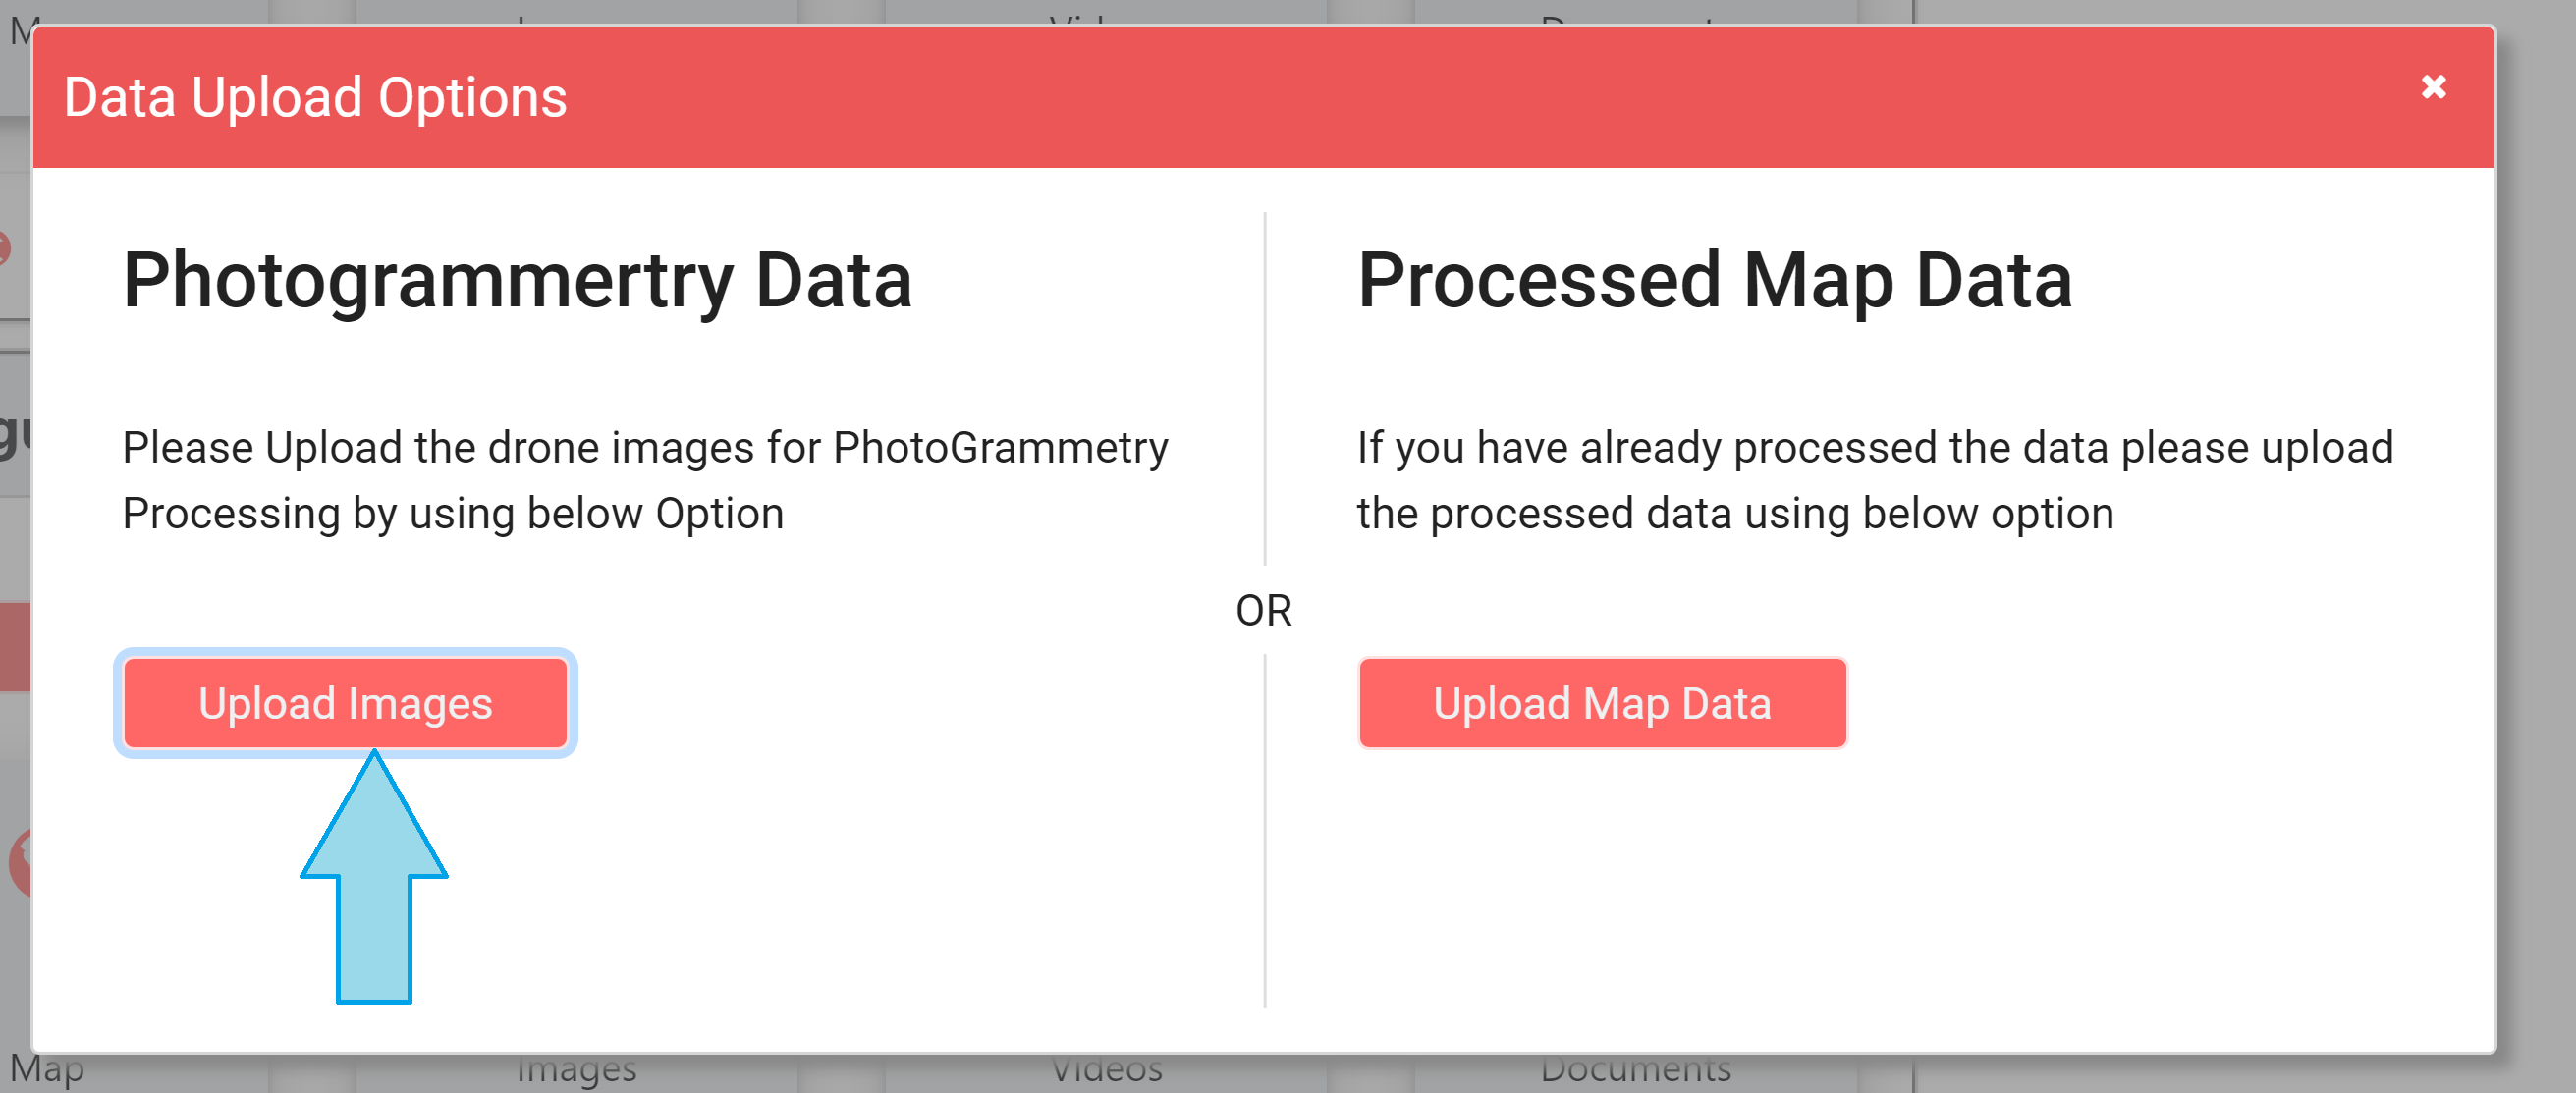 Data Upload Options
Photogrammertry Data
Please Upload the drone images for PhotoGrammetry
Processing by using below Option
Upload Images
OR
Processed Map Data
If you have already processed the data please upload
the processed data using below option
Upload Map Data
Map
Images
Videos
Documents